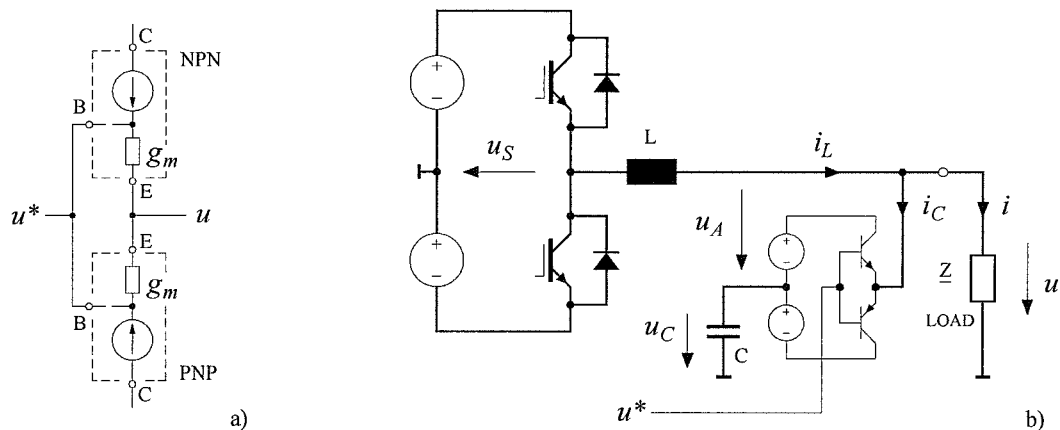 C
NPN
B
g_m
E
u*
u
E
g_m
B
PNP
C
a)
+
−
u_S
L
i_L
i_C
i
u_A
+
−
+
−
+
−
Z
LOAD
u
u_C
C
u*
b)